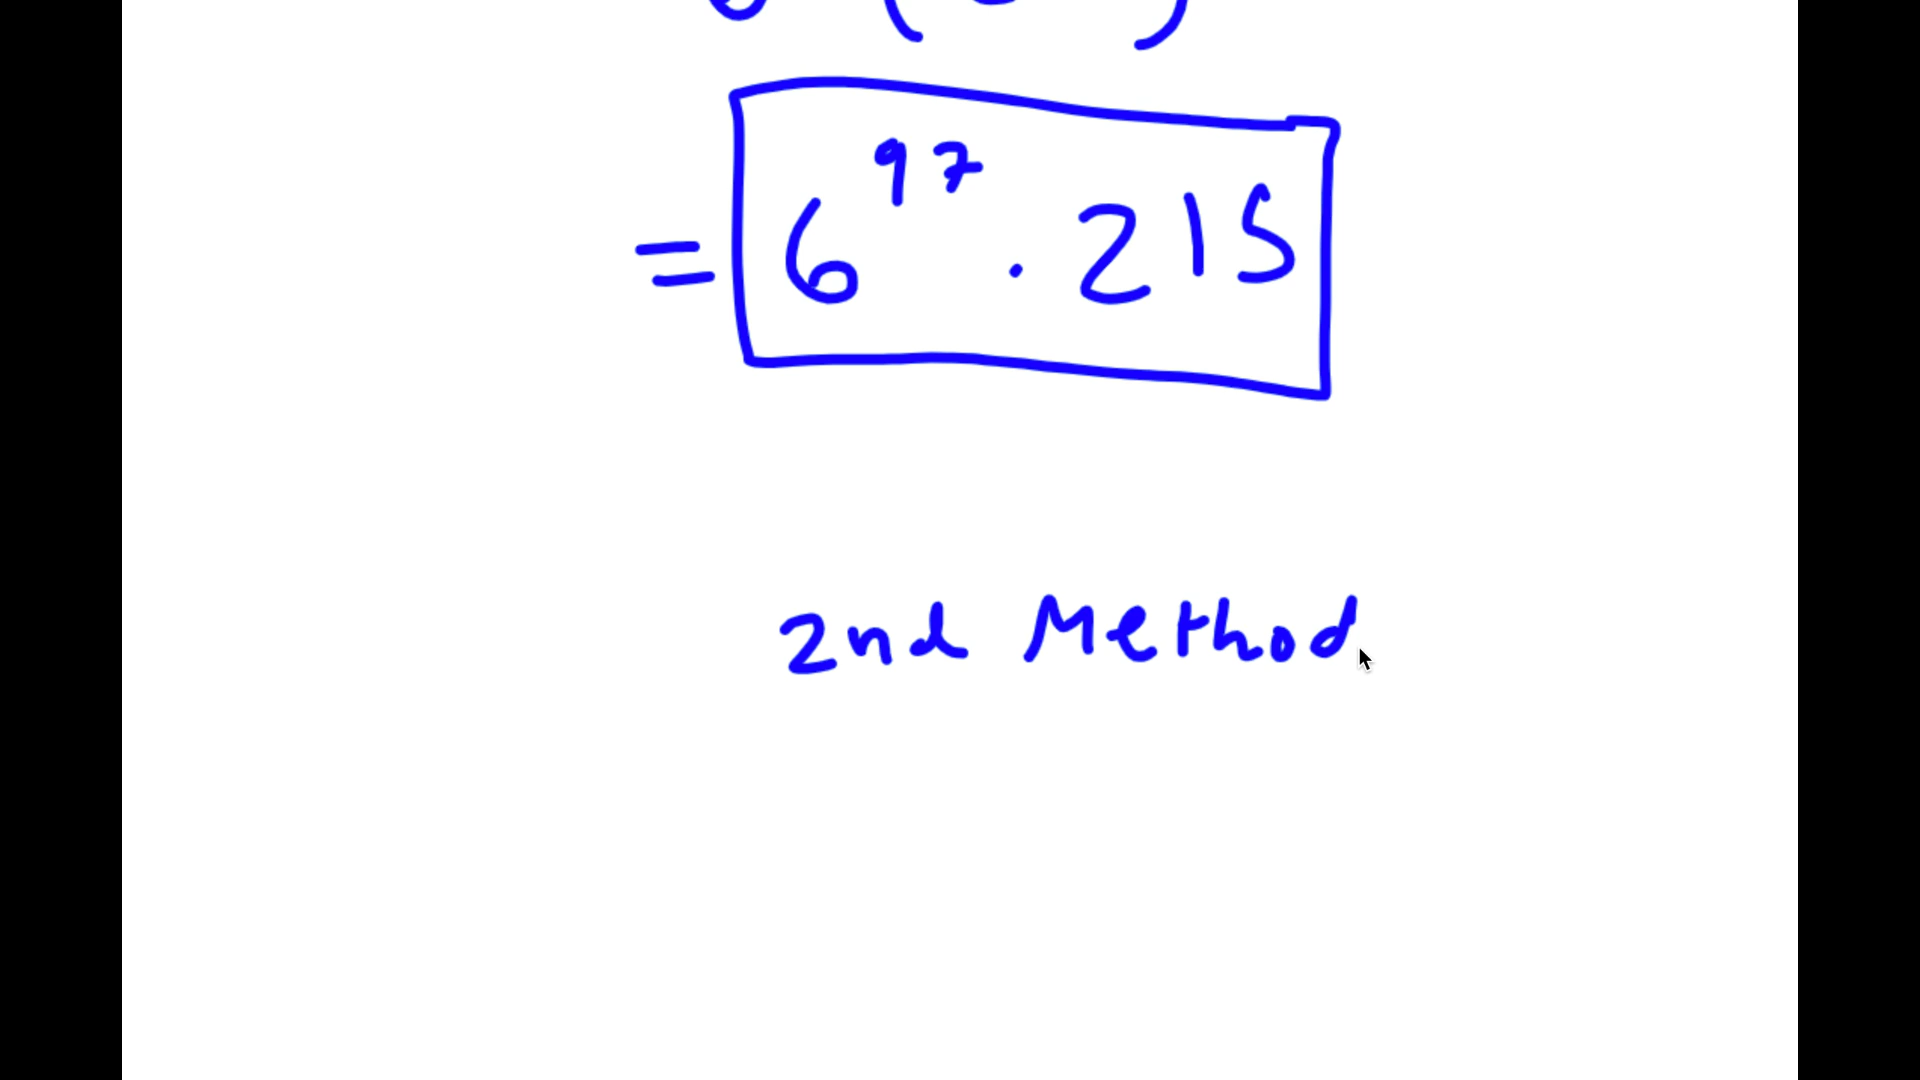 = 6^97 . 215
2nd Method